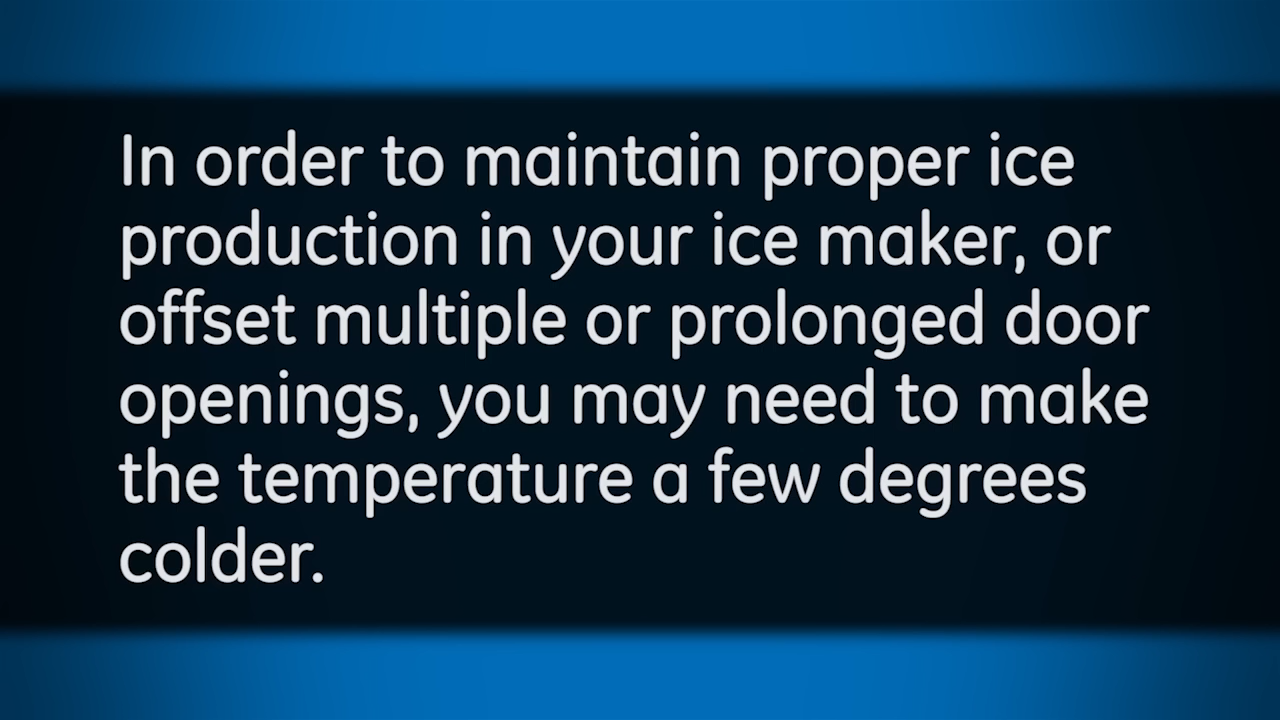 In order to maintain proper ice
production in your ice maker, or
offset multiple or prolonged door
openings, you may need to make
the temperature a few degrees
colder.